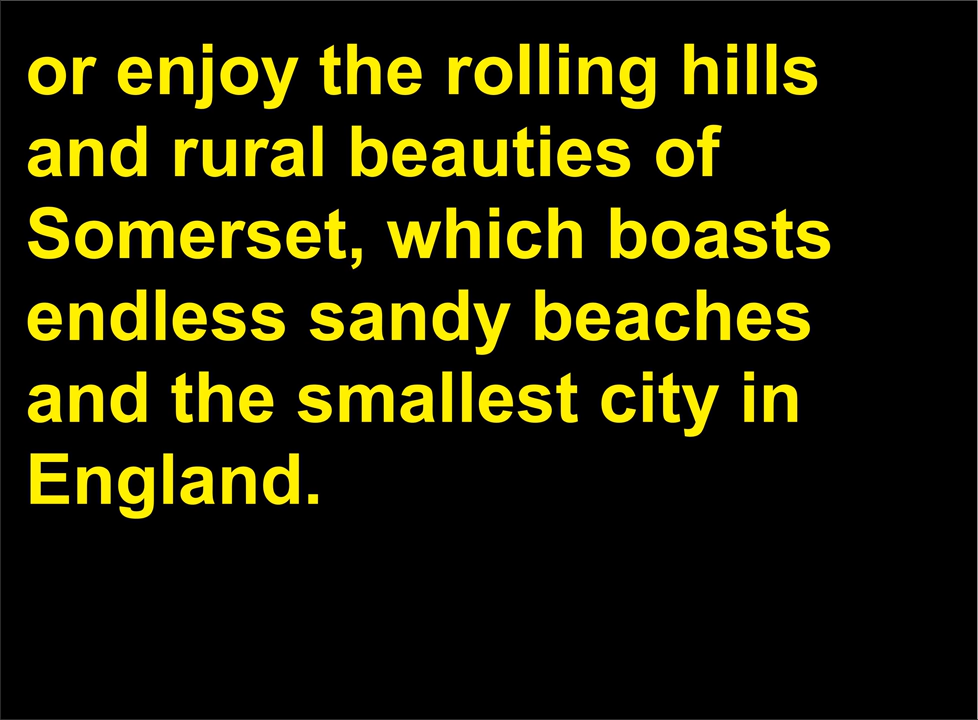 or enjoy the rolling hills
and rural beauties of
Somerset, which boasts
endless sandy beaches
and the smallest city in
England.